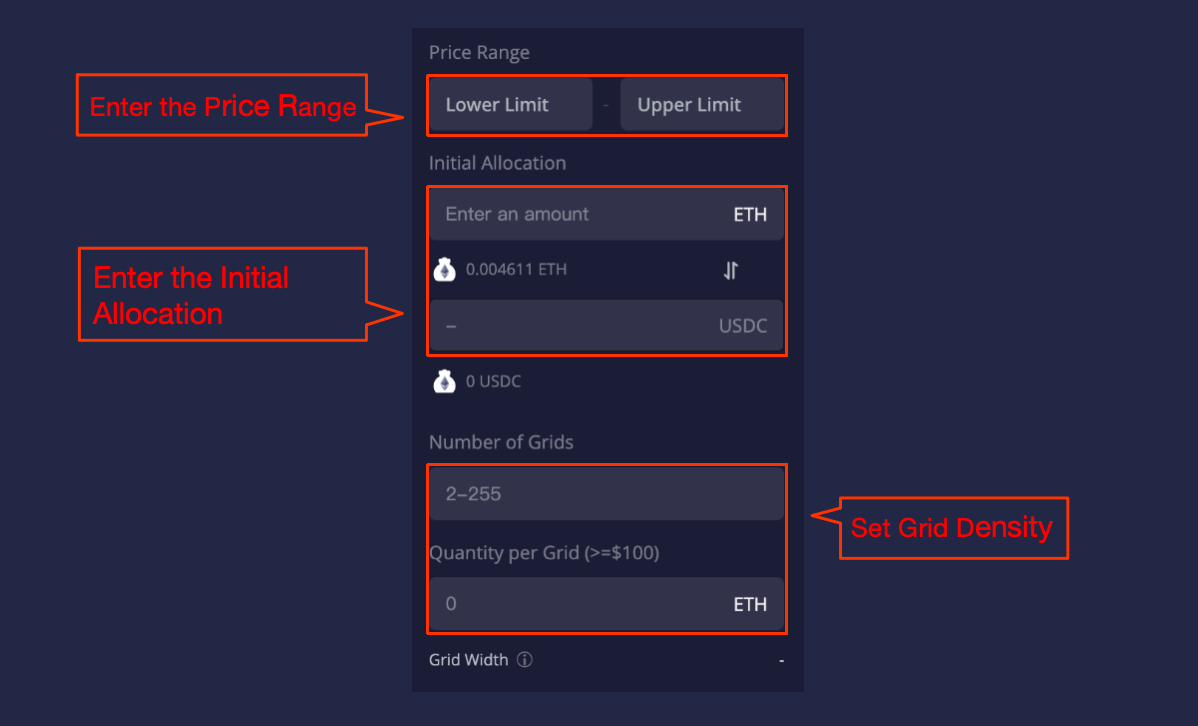 Price Range
Enter the Price Range
Lower Limit - Upper Limit
Initial Allocation
Enter an amount ETH
0.004611 ETH
Enter the Initial
Allocation
– USDC
0 USDC
Number of Grids
2–255
Set Grid Density
Quantity per Grid (>=$100)
0 ETH
Grid Width -